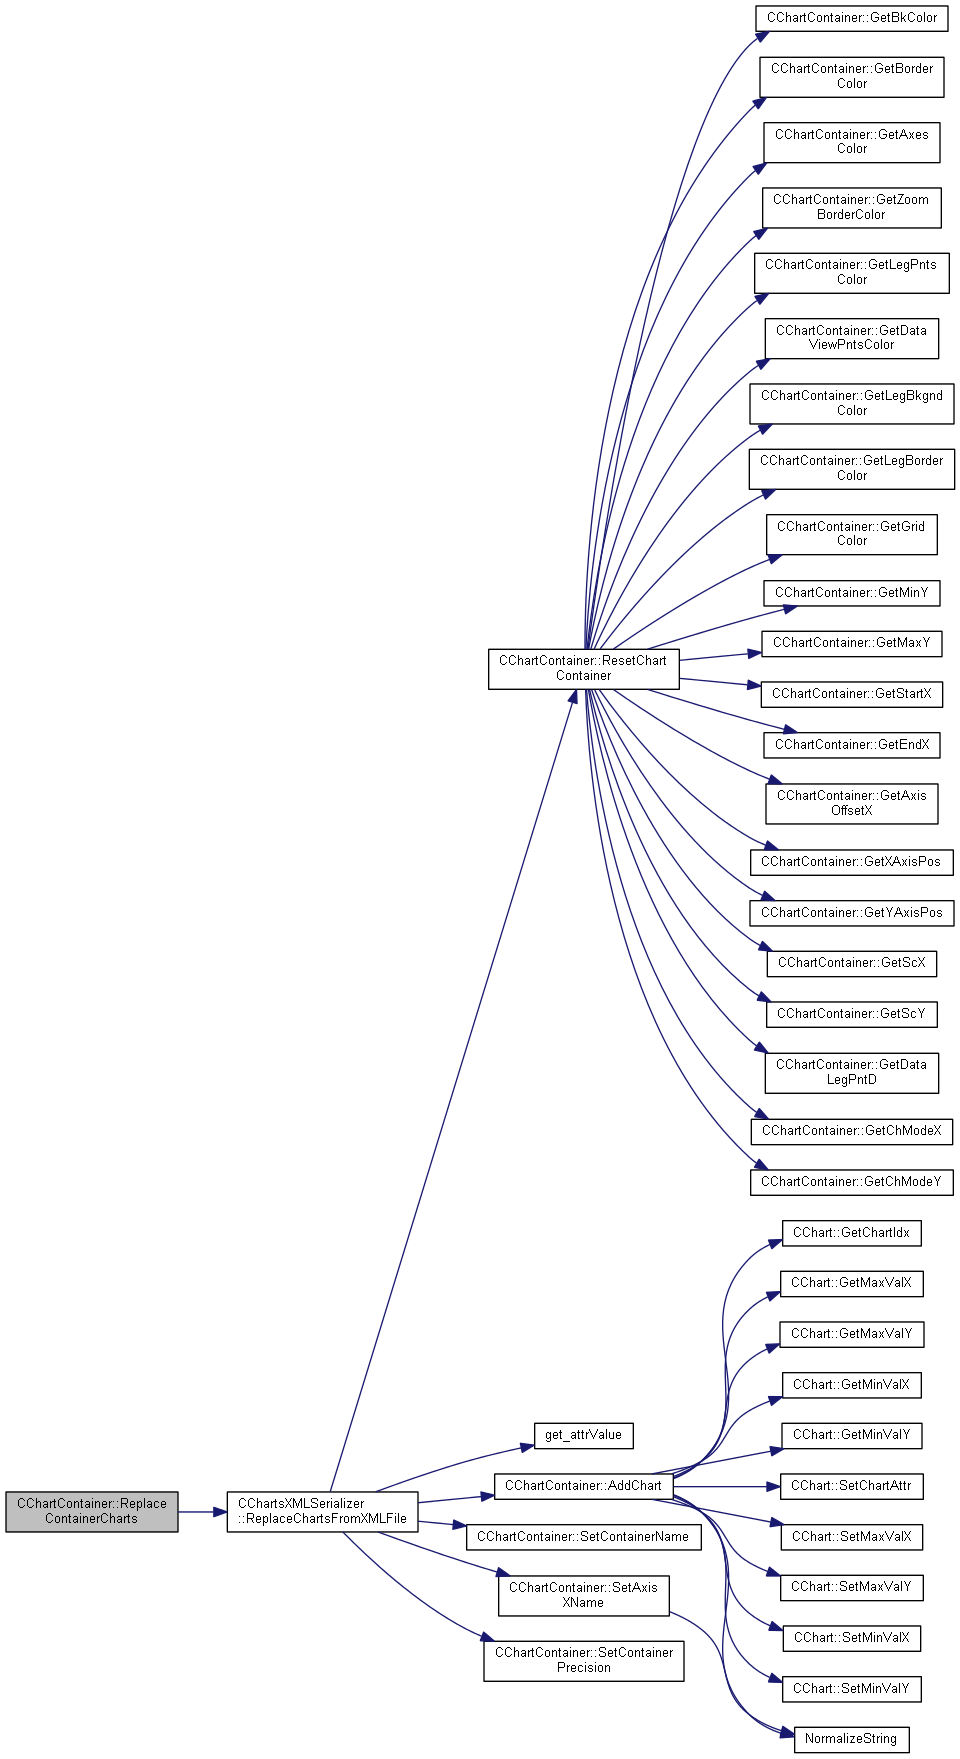 CChartContainer::GetBkColor
CChartContainer::GetBorder
Color
CChartContainer::GetAxes
Color
CChartContainer::GetZoom
BorderColor
CChartContainer::GetLegPnts
Color
CChartContainer::GetData
ViewPntsColor
CChartContainer::GetLegBkgnd
Color
CChartContainer::GetLegBorder
Color
CChartContainer::GetGrid
Color
CChartContainer::GetMinY
CChartContainer::GetMaxY
CChartContainer::ResetChart
Container
CChartContainer::GetStartX
CChartContainer::GetEndX
CChartContainer::GetAxis
OffsetX
CChartContainer::GetXAxisPos
CChartContainer::GetYAxisPos
CChartContainer::GetScX
CChartContainer::GetScY
CChartContainer::GetData
LegPntD
CChartContainer::GetChModeX
CChartContainer::GetChModeY
CChart::GetChartIdx
CChart::GetMaxValX
CChart::GetMaxValY
CChart::GetMinValX
CChart::GetMinValY
get_attrValue
CChartContainer::AddChart
CChart::SetChartAttr
CChartContainer::Replace
ContainerCharts
CChartsXMLSerializer
::ReplaceChartsFromXMLFile
CChartContainer::SetContainerName
CChart::SetMaxValX
CChartContainer::SetAxis
XName
CChart::SetMaxValY
CChart::SetMinValX
CChartContainer::SetContainer
Precision
CChart::SetMinValY
NormalizeString